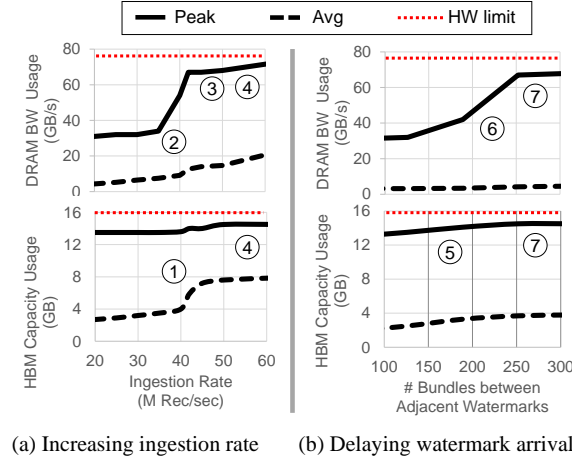 Peak Avg HW limit
DRAM BW Usage
(GB/s)
80
60
40
20
0
① ② ③ ④
HBM Capacity Usage
(GB)
16
12
8
4
0
④
20 30 40 50 60
Ingestion Rate
(M Rec/sec)
(a) Increasing ingestion rate
DRAM BW Usage
(GB/s)
80
60
40
20
0
⑥ ⑦
HBM Capacity Usage
(GB)
16
12
8
4
0
⑤ ⑦
100 150 200 250 300
# Bundles between
Adjacent Watermarks
(b) Delaying watermark arrival